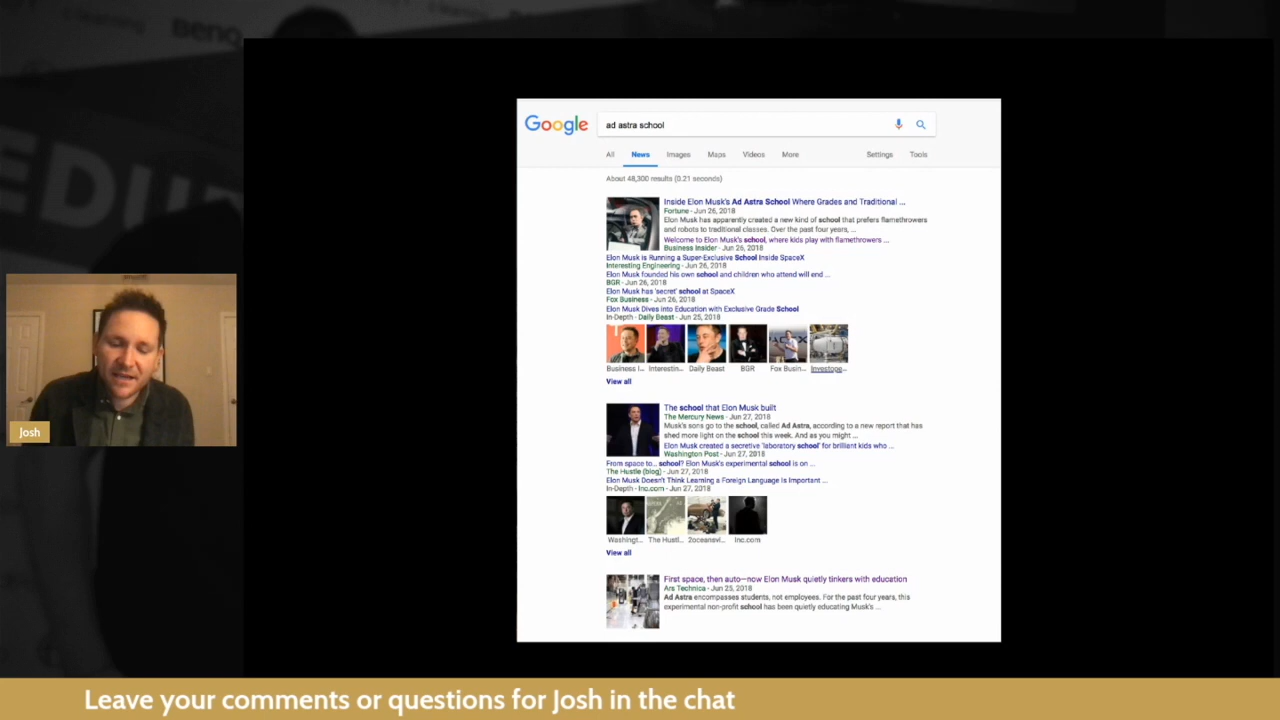 BenQ
EDUT
Google
ad astra school
All News Images Maps Videos More Settings Tools
About 48,300 results (0.21 seconds)
Inside Elon Musk's Ad Astra School Where Grades and Traditional ...
Fortune - Jun 26, 2018
Elon Musk has apparently created a new kind of school that prefers flamethrowers
and robots to traditional classes. Over the past four years, ...
Welcome to Elon Musk's school, where kids play with flamethrowers ...
Business Insider - Jun 26, 2018
Elon Musk is Running a Super-Exclusive School Inside SpaceX
Interesting Engineering - Jun 26, 2018
Elon Musk founded his own school and children who attend will end ...
BGR - Jun 26, 2018
Elon Musk has 'secret' school at SpaceX
Fox Business - Jun 26, 2018
Elon Musk Dives into Education with Exclusive Grade School
In-Depth - Daily Beast - Jun 25, 2018
Business I... Interestin... Daily Beast BGR Fox Busin... Investope...
View all
The school that Elon Musk built
The Mercury News - Jun 27, 2018
Musk's sons go to the school, called Ad Astra, according to a new report that has
shed more light on the school this week. And as you might ...
Elon Musk created a secretive 'laboratory school' for brilliant kids who ...
Washington Post - Jun 27, 2018
From space to... school? Elon Musk's experimental school is on ...
The Hustle (blog) - Jun 27, 2018
Elon Musk Doesn't Think Learning a Foreign Language Is Important ...
In-Depth - Inc.com - Jun 27, 2018
Washingt... The Hustl... 2oceansvi... Inc.com
View all
First space, then auto—now Elon Musk quietly tinkers with education
Ars Technica - Jun 25, 2018
Ad Astra encompasses students, not employees. For the past four years, this
experimental non-profit school has been quietly educating Musk's ...
Josh
Leave your comments or questions for Josh in the chat